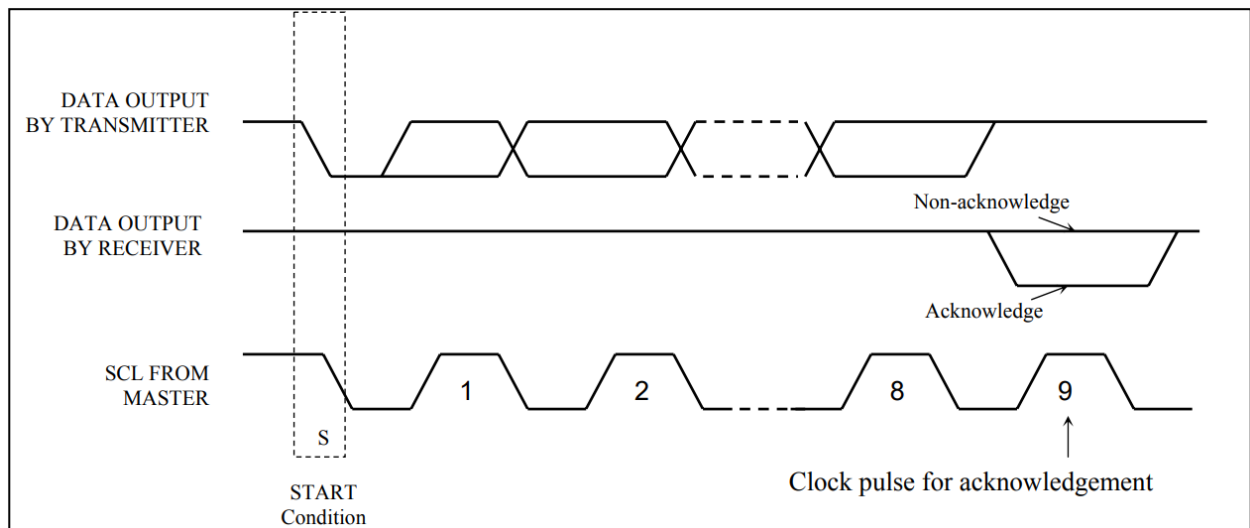 DATA OUTPUT
BY TRANSMITTER
Non-acknowledge
DATA OUTPUT
BY RECEIVER
Acknowledge
SCL FROM
MASTER
1
2
8
9
S
Clock pulse for acknowledgement
START
Condition